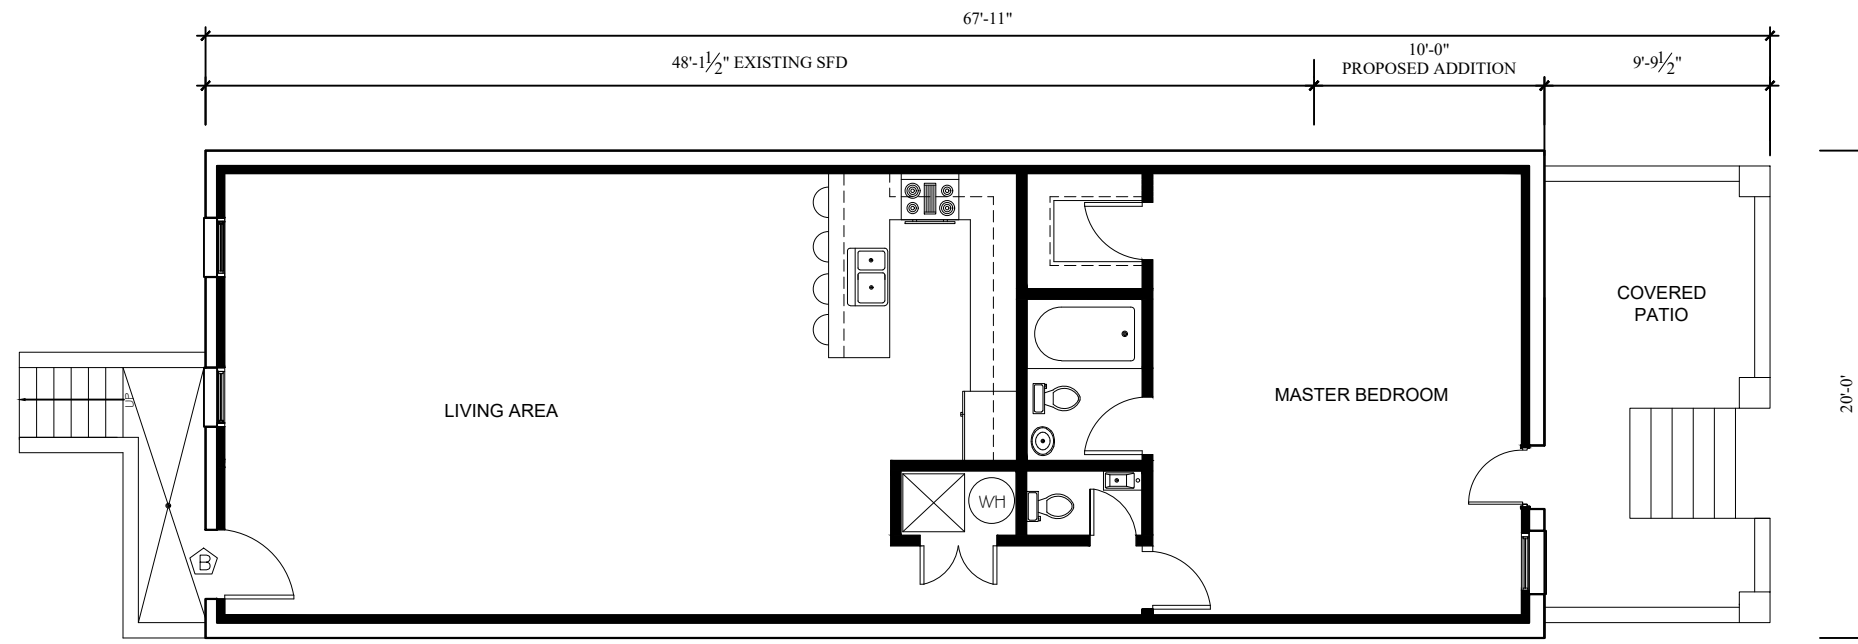 67'-11"
48'-1½" EXISTING SFD
10'-0"
PROPOSED ADDITION
9'-9½"
COVERED
PATIO
MASTER BEDROOM
LIVING AREA
20'-0'
UP
WH
B